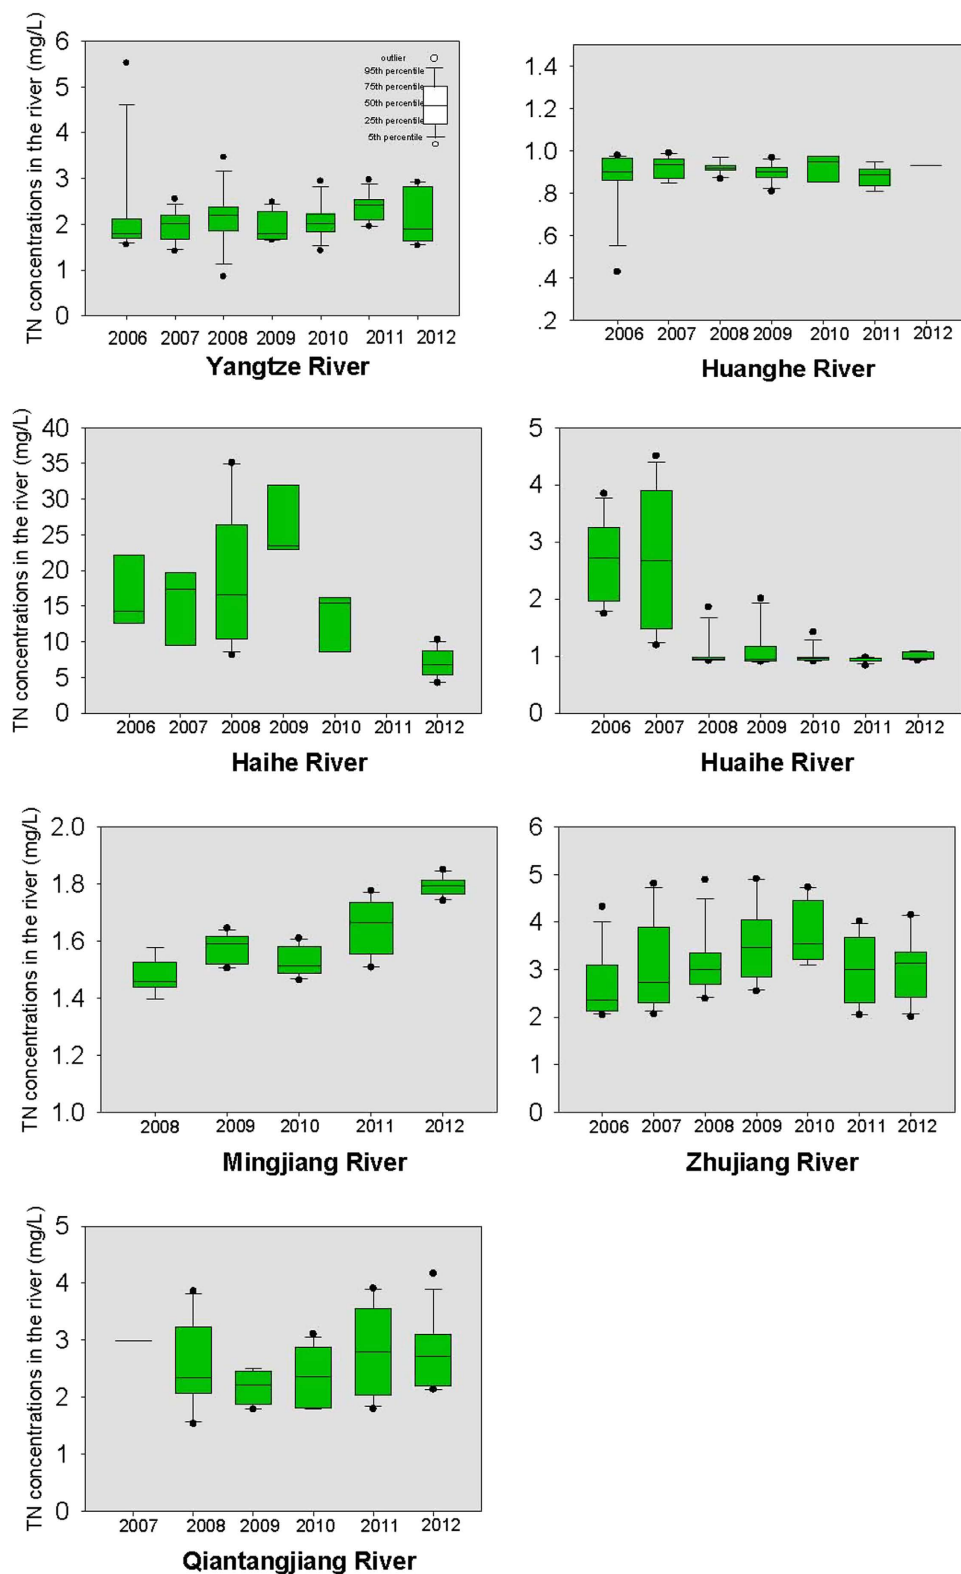 TN concentrations in the river (mg/L)
6
5
4
3
2
1
0
outlier
95th percentile
75th percentile
50th percentile
25th percentile
5th percentile
2006 2007 2008 2009 2010 2011 2012
Yangtze River
1.4
1.2
1.0
.8
.6
.4
.2
2006 2007 2008 2009 2010 2011 2012
Huanghe River
TN concentrations in the river (mg/L)
40
35
30
25
20
15
10
5
0
2006 2007 2008 2009 2010 2011 2012
Haihe River
5
4
3
2
1
0
2006 2007 2008 2009 2010 2011 2012
Huaihe River
TN concentrations in the river (mg/L)
2.0
1.8
1.6
1.4
1.2
1.0
2008 2009 2010 2011 2012
Mingjiang River
6
5
4
3
2
1
0
2006 2007 2008 2009 2010 2011 2012
Zhujiang River
TN concentrations in the river (mg/L)
5
4
3
2
1
0
2007 2008 2009 2010 2011 2012
Qiantangjiang River